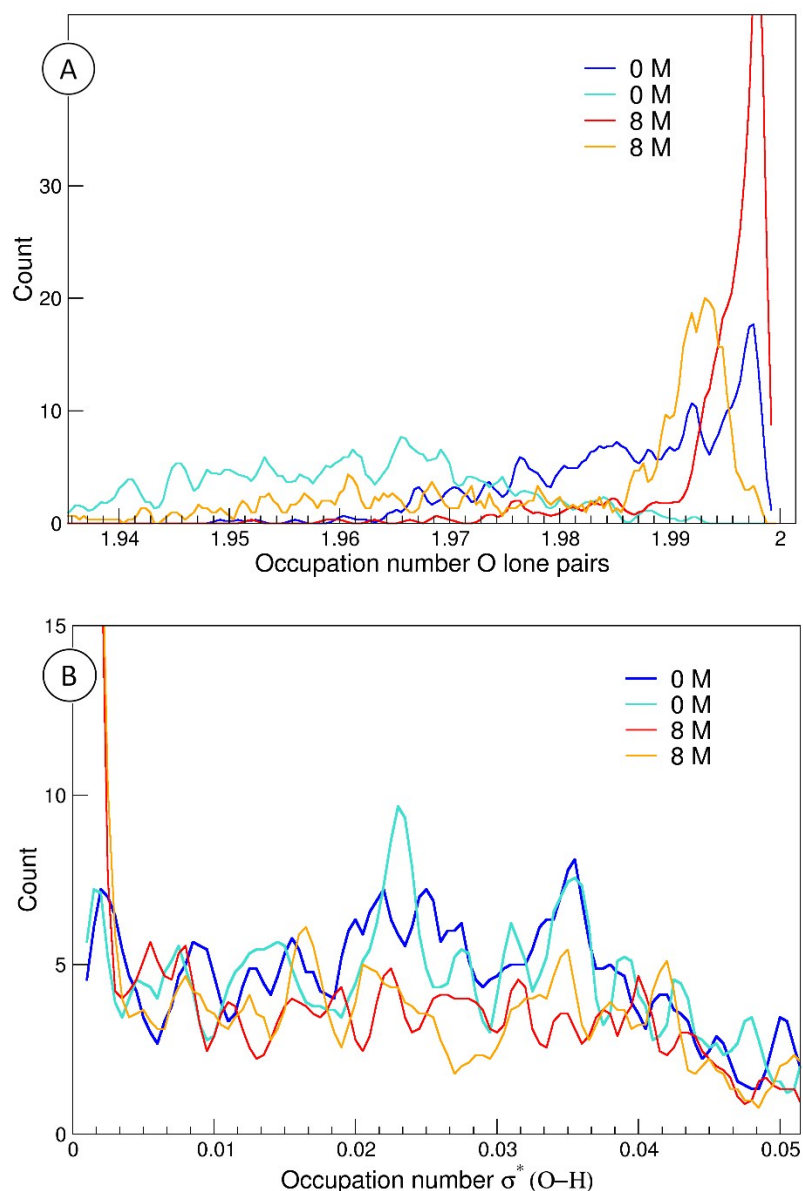 A
0 M
0 M
8 M
8 M
30
20
10
0
Count
1.94 1.95 1.96 1.97 1.98 1.99 2
Occupation number O lone pairs
B
0 M
0 M
8 M
8 M
15
10
5
0
Count
0 0.01 0.02 0.03 0.04 0.05
Occupation number σ* (O–H)